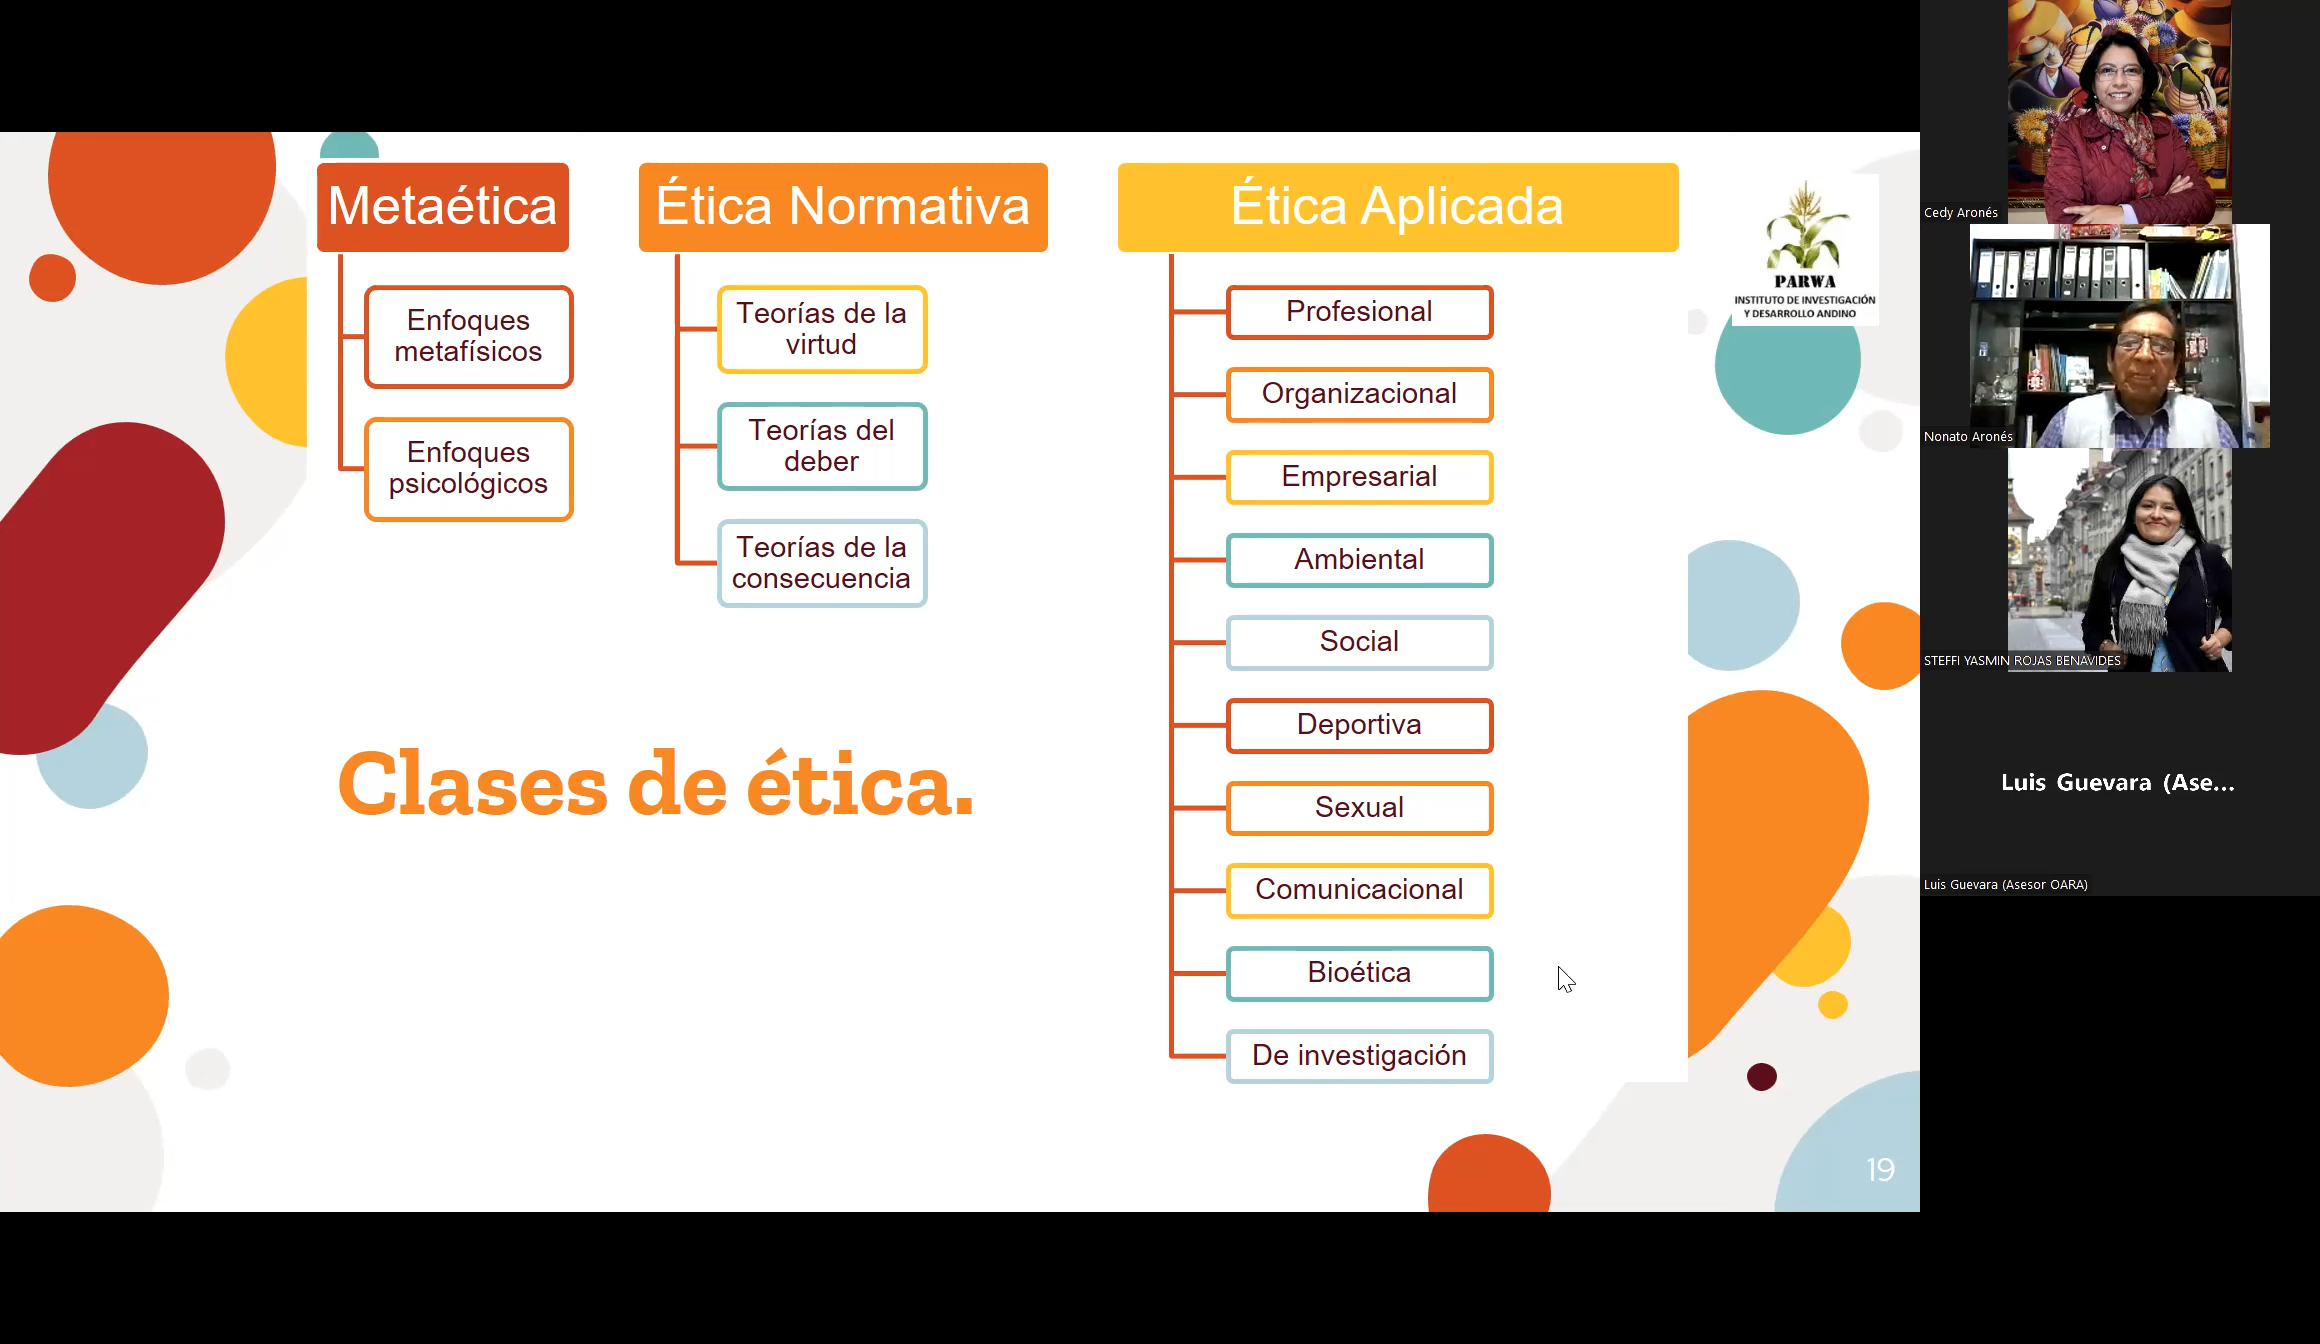 Metaética
Enfoques
metafísicos
Enfoques
psicológicos
Ética Normativa
Teorías de la
virtud
Teorías del
deber
Teorías de la
consecuencia
Ética Aplicada
Profesional
Organizacional
Empresarial
Ambiental
Social
Deportiva
Sexual
Comunicacional
Bioética
De investigación
Clases de ética.
PARWA
INSTITUTO DE INVESTIGACIÓN
Y DESARROLLO ANDINO
19
Cedy Aronés
Nonato Aronés
STEFFI YASMIN ROJAS BENAVIDES
Luis Guevara (Ase...
Luis Guevara (Asesor OARA)